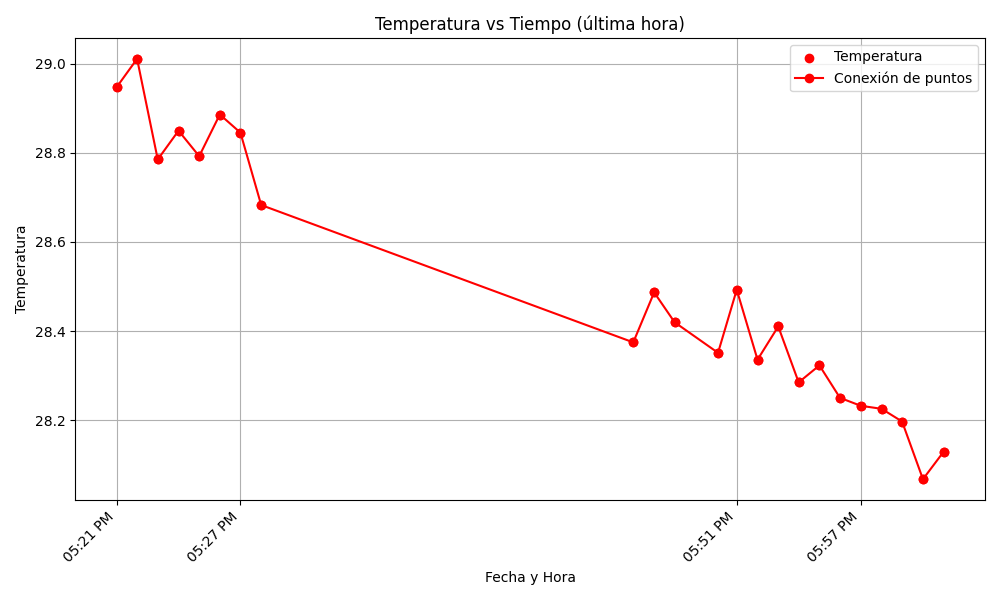 Temperatura vs Tiempo (última hora)
Temperatura
Conexión de puntos
29.0
28.8
28.6
28.4
28.2
Temperatura
05:21 PM
05:27 PM
05:51 PM
05:57 PM
Fecha y Hora